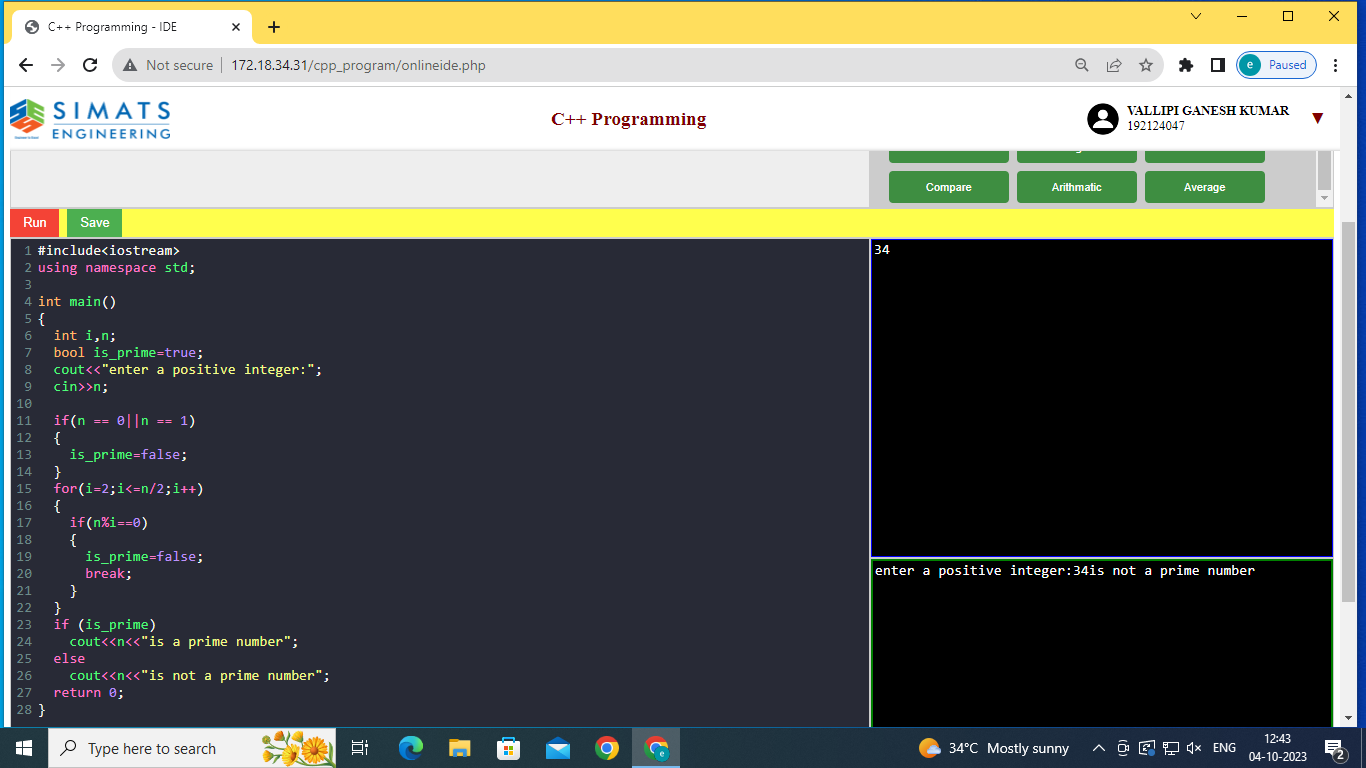 C++ Programming - IDE
Not secure 172.18.34.31/cpp_program/onlineide.php
e Paused
SIMATS
ENGINEERING
C++ Programming
VALLIPI GANESH KUMAR
192124047
Compare Arithmatic Average
Run Save
1 #include<iostream>
2 using namespace std;
3
4 int main()
5 {
6 int i,n;
7 bool is_prime=true;
8 cout<<"enter a positive integer:";
9 cin>>n;
10
11 if(n == 0||n == 1)
12 {
13 is_prime=false;
14 }
15 for(i=2;i<=n/2;i++)
16 {
17 if(n%i==0)
18 {
19 is_prime=false;
20 break;
21 }
22 }
23 if (is_prime)
24 cout<<n<<"is a prime number";
25 else
26 cout<<n<<"is not a prime number";
27 return 0;
28 }
34
enter a positive integer:34is not a prime number
Type here to search
34°C Mostly sunny
ENG
12:43
04-10-2023
2